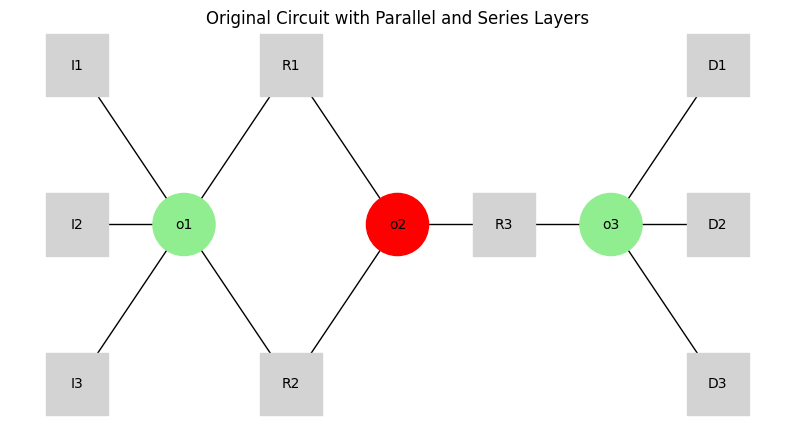 Original Circuit with Parallel and Series Layers
I1
R1
D1
I2
o1
o2
R3
o3
D2
I3
R2
D3